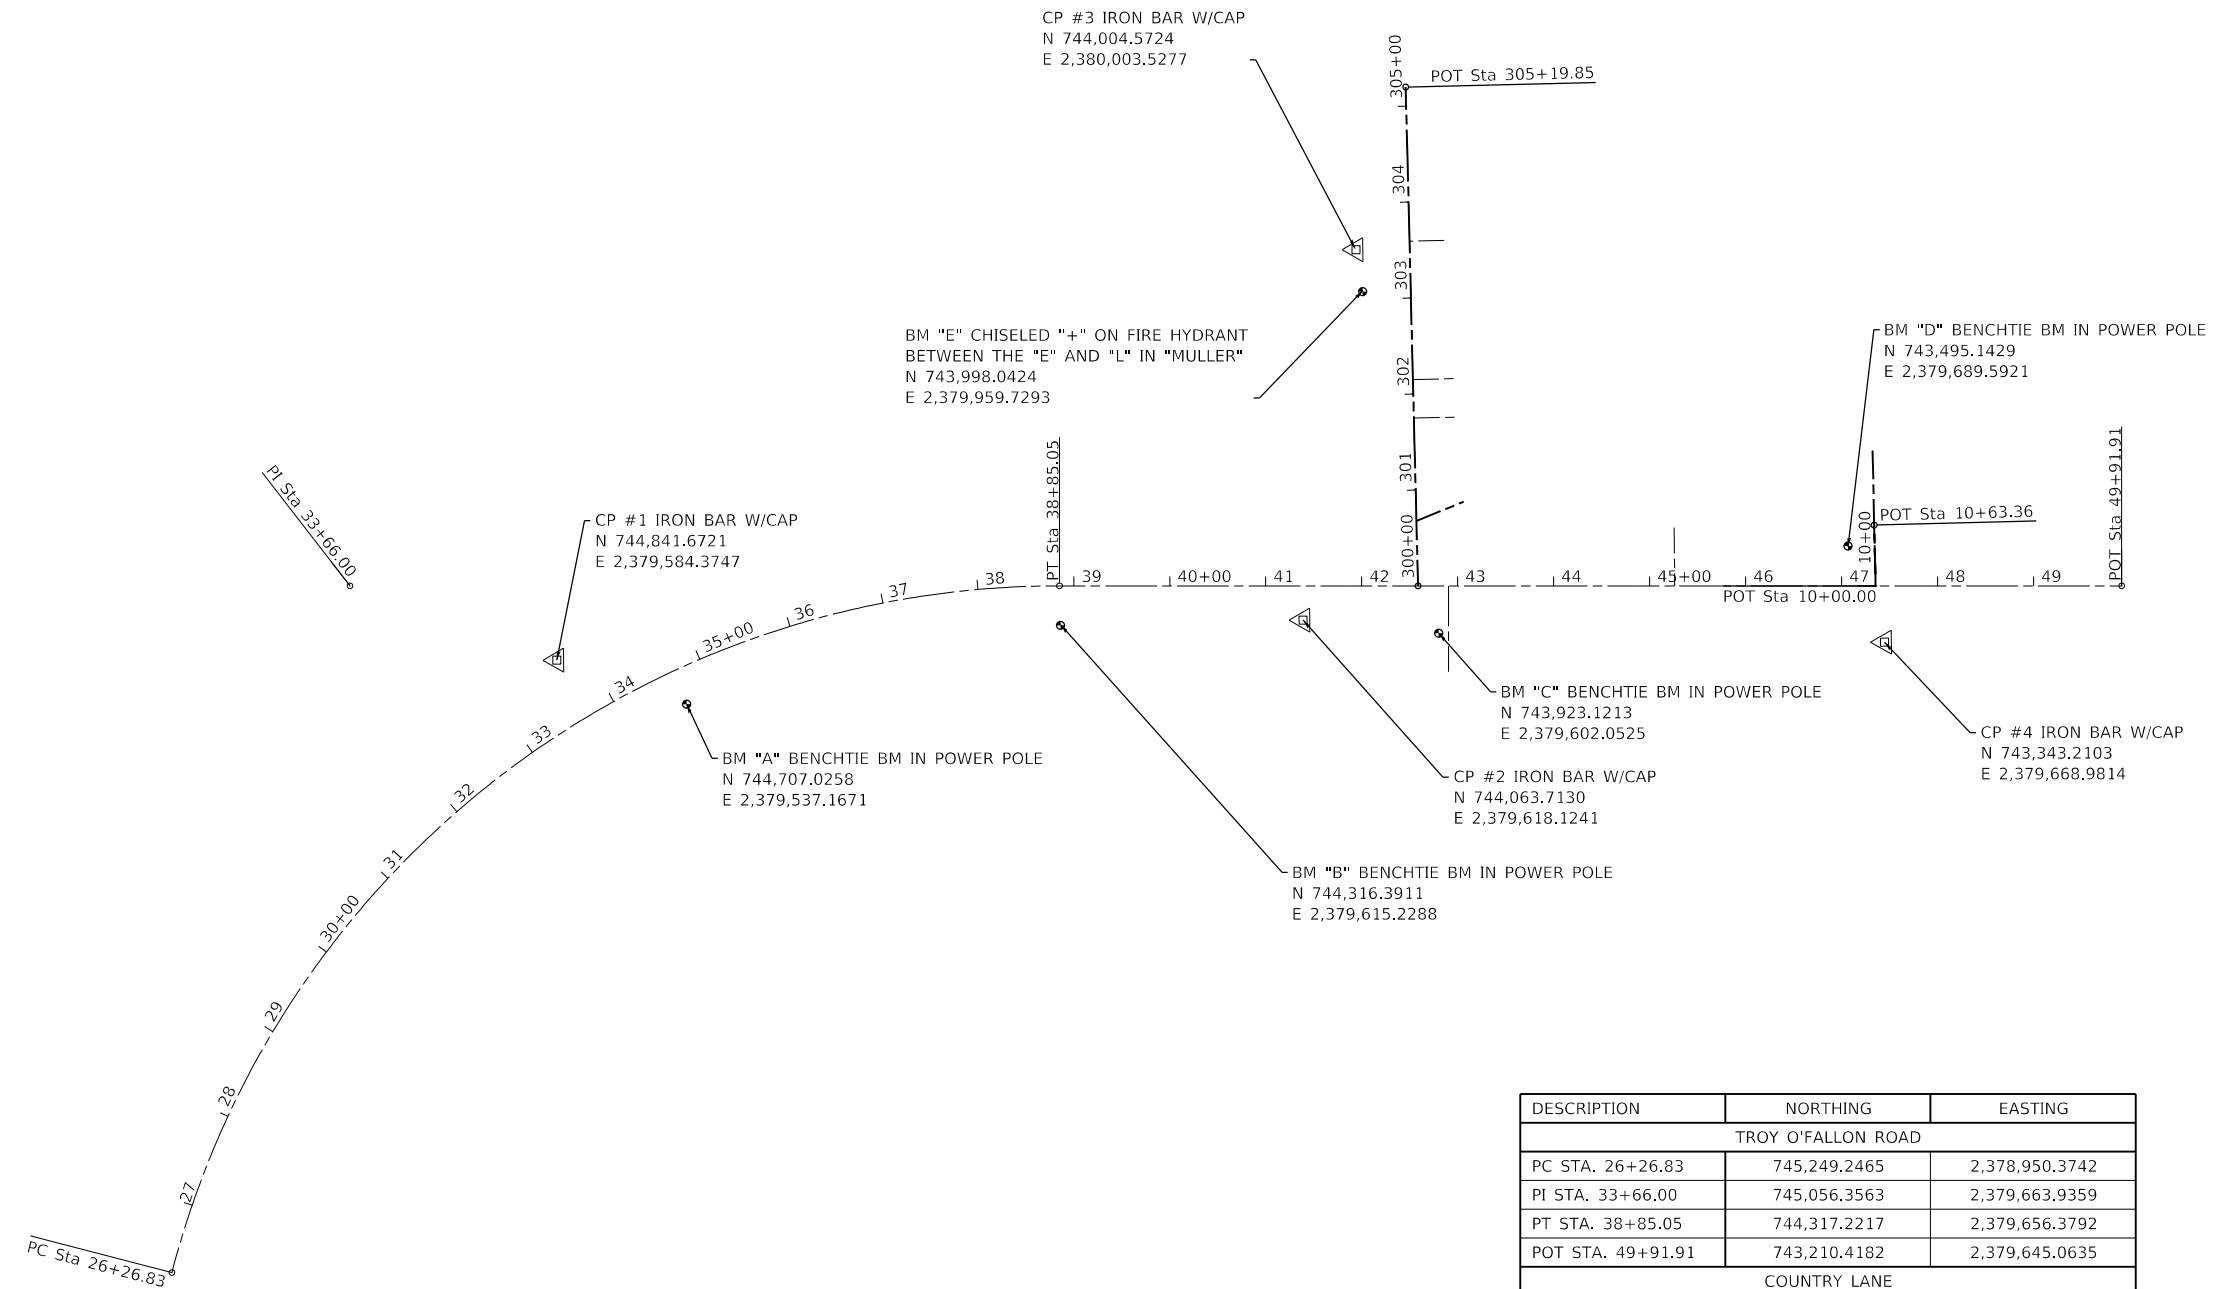 CP #3 IRON BAR W/CAP
N 744,004.5724
E 2,380,003.5277
305+00
POT Sta 305+19.85
304
303
302
301
300+00
BM "E" CHISELED "+" ON FIRE HYDRANT
BETWEEN THE "E" AND "L" IN "MULLER"
N 743,998.0424
E 2,379,959.7293
BM "D" BENCHTIE BM IN POWER POLE
N 743,495.1429
E 2,379,689.5921
PI Sta 33+66.00
CP #1 IRON BAR W/CAP
N 744,841.6721
E 2,379,584.3747
PT Sta 38+85.05
POT Sta 10+63.36
10+00
POT Sta 49+91.91
POT Sta 10+00.00
PC Sta 26+26.83
27
28
29
30+00
31
32
33
34
35+00
36
37
38
39
40+00
41
42
43
44
45+00
46
47
48
49
BM "A" BENCHTIE BM IN POWER POLE
N 744,707.0258
E 2,379,537.1671
BM "C" BENCHTIE BM IN POWER POLE
N 743,923.1213
E 2,379,602.0525
CP #4 IRON BAR W/CAP
N 743,343.2103
E 2,379,668.9814
CP #2 IRON BAR W/CAP
N 744,063.7130
E 2,379,618.1241
BM "B" BENCHTIE BM IN POWER POLE
N 744,316.3911
E 2,379,615.2288
DESCRIPTION NORTHING EASTING
TROY O'FALLON ROAD
PC STA. 26+26.83 745,249.2465 2,378,950.3742
PI STA. 33+66.00 745,056.3563 2,379,663.9359
PT STA. 38+85.05 744,317.2217 2,379,656.3792
POT STA. 49+91.91 743,210.4182 2,379,645.0635
COUNTRY LANE